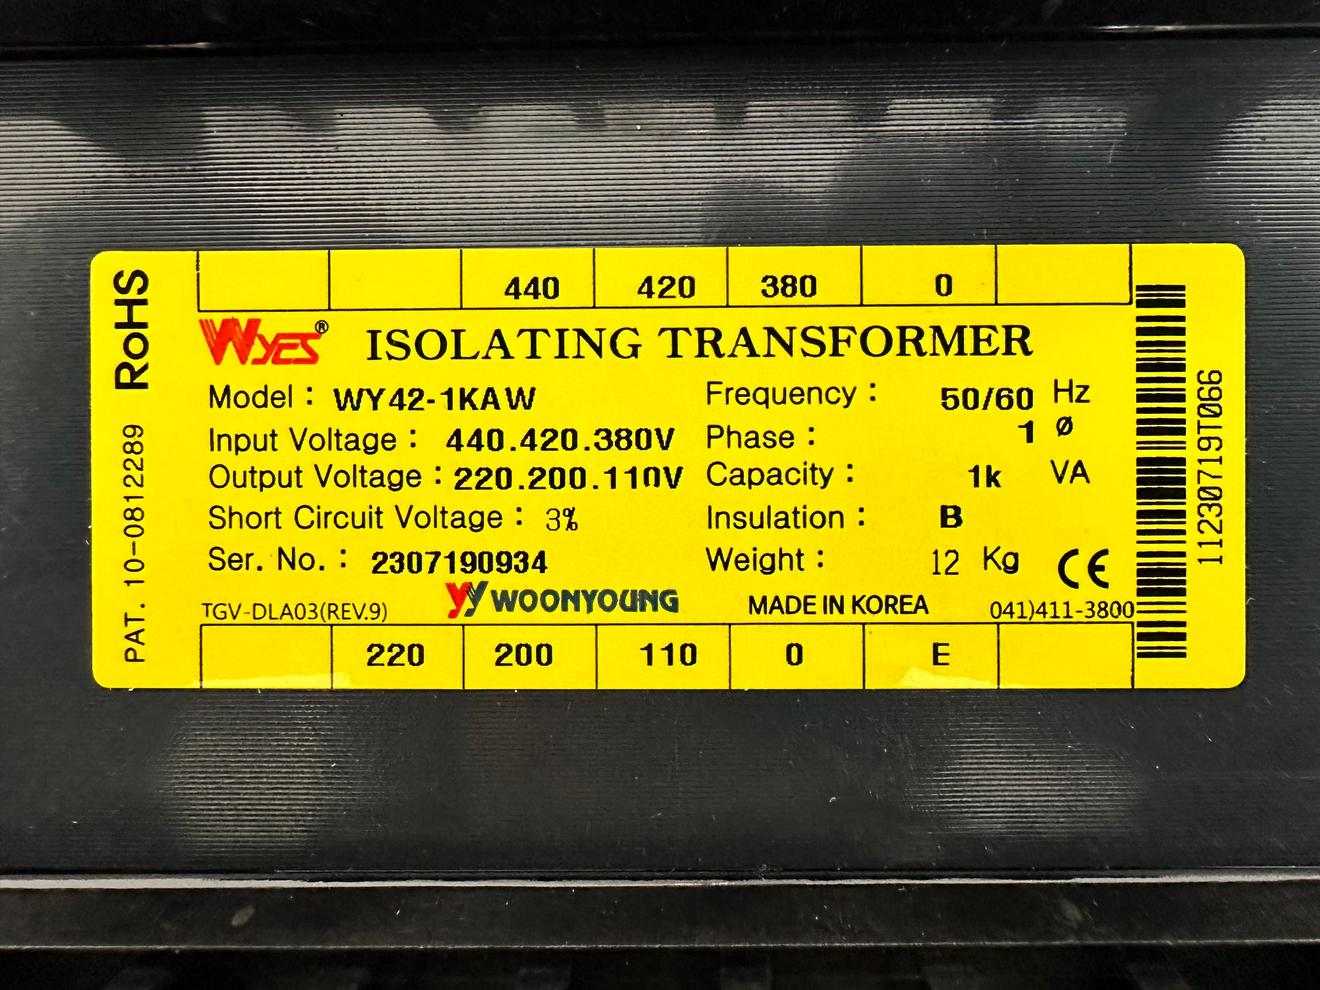 RoHS
PAT. 10-0812289
440 420 380 0
WYES® ISOLATING TRANSFORMER
Model : WY42-1KAW Frequency : 50/60 Hz
Input Voltage : 440.420.380V Phase : 1 Ø
Output Voltage : 220.200.110V Capacity : 1k VA
Short Circuit Voltage : 3% Insulation : B
Ser. No. : 2307190934 Weight : 12 Kg CE
TGV-DLA03(REV.9) WOONYOUNG MADE IN KOREA 041)411-3800
220 200 110 0 E
11230719T066